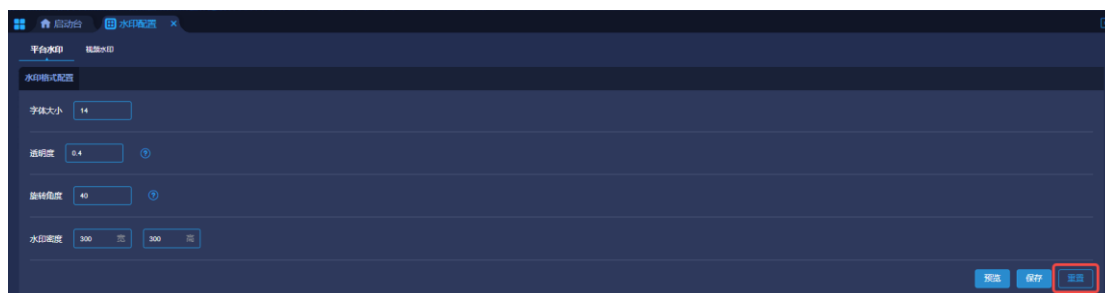 启动台 水印配置 ×
平台水印 视频水印
水印格式配置
字体大小 14
透明度 0.4 ?
旋转角度 40 ?
水印密度 300 宽 300 高
预览 保存 重置